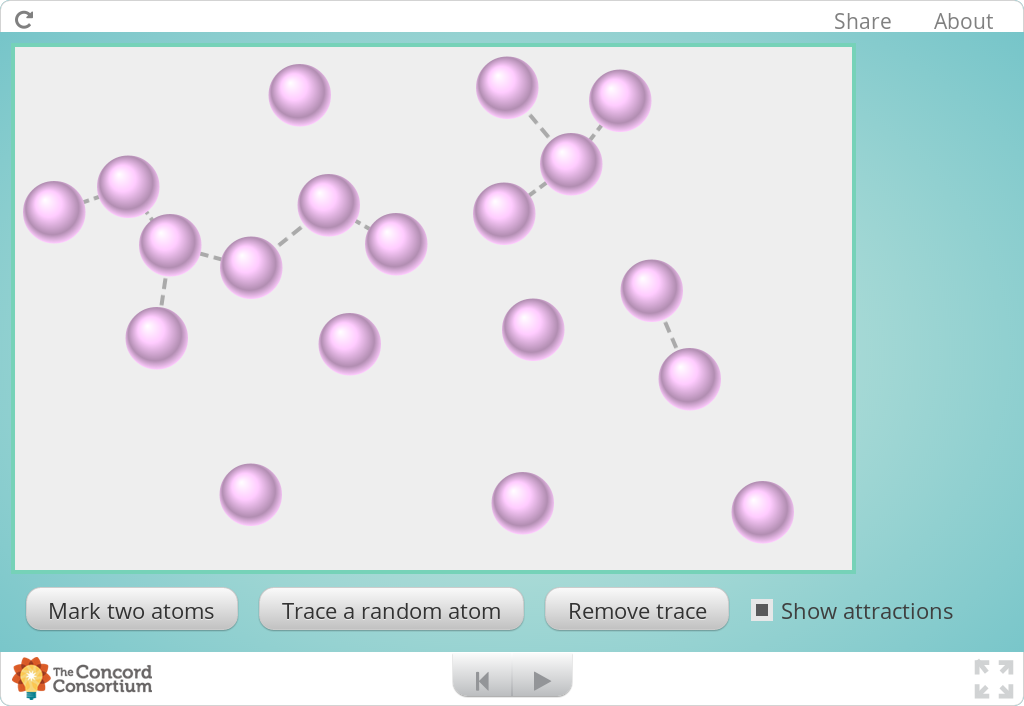 Share About
Mark two atoms Trace a random atom Remove trace Show attractions
The Concord
Consortium